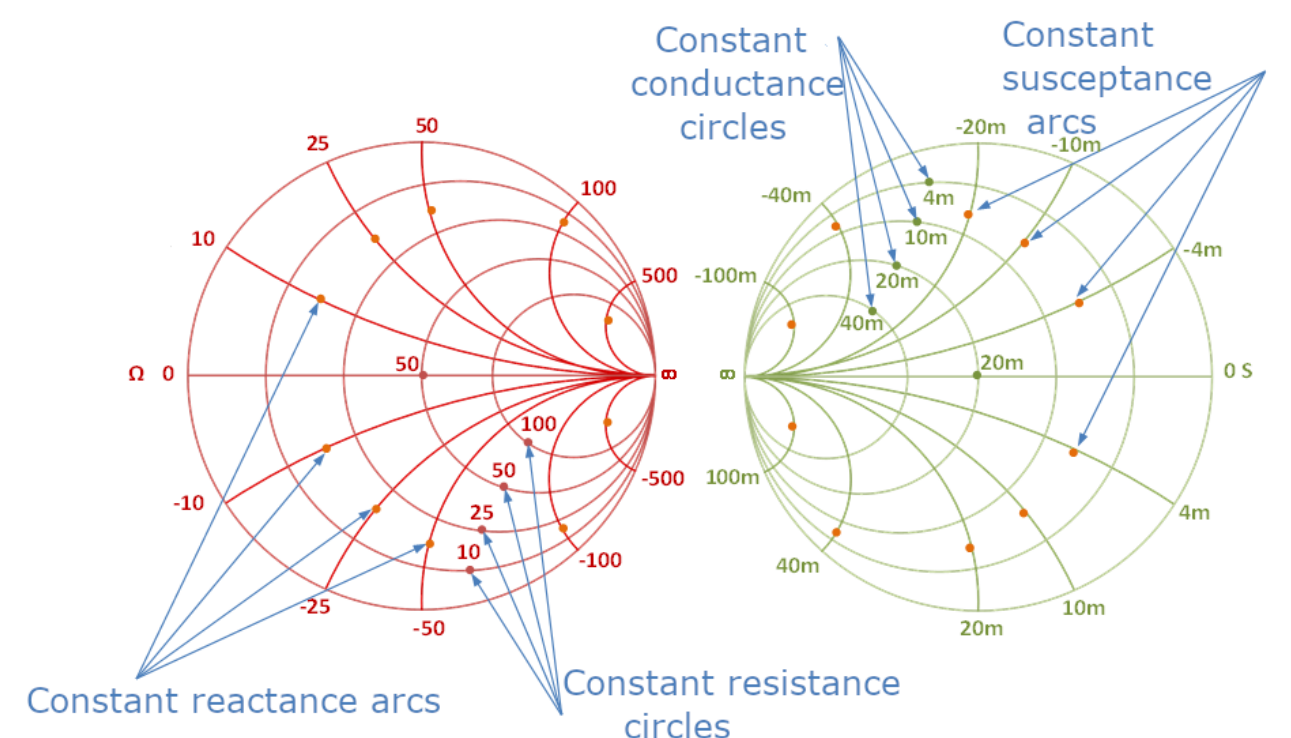 Constant
conductance
circles
Constant
susceptance
arcs
50
25
100
10
500
Ω 0
50
∞
100
50
25
10
-10
-25
-50
-100
-500
-20m
-10m
-40m
4m
10m
-4m
-100m
20m
40m
∞
20m
0 S
100m
4m
40m
10m
20m
Constant reactance arcs
Constant resistance
circles